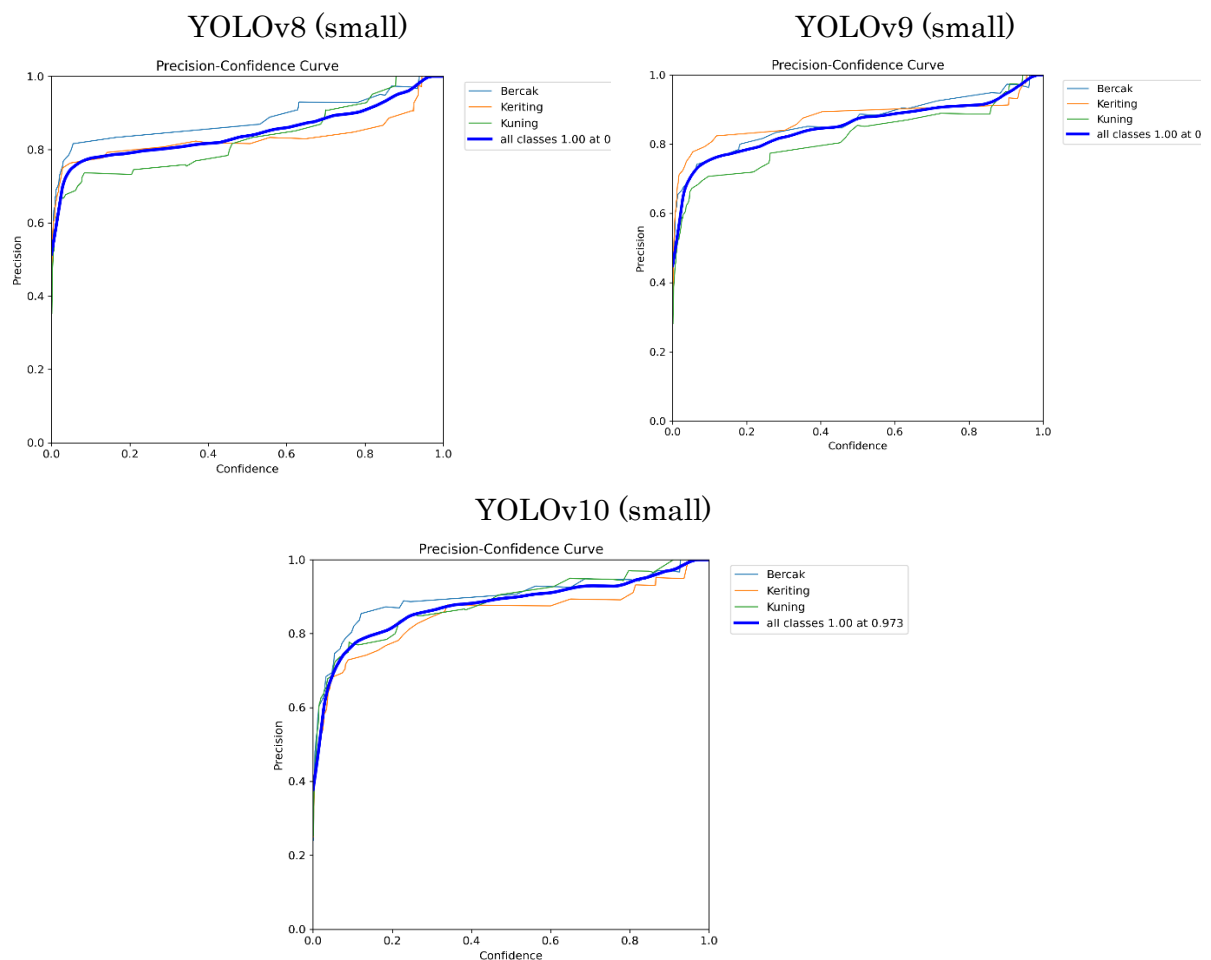 YOLOv8 (small)
Precision-Confidence Curve
1.0
0.8
0.6
0.4
0.2
0.0
Precision
0.0 0.2 0.4 0.6 0.8 1.0
Confidence
Bercak
Keriting
Kuning
all classes 1.00 at 0
YOLOv9 (small)
Precision-Confidence Curve
1.0
0.8
0.6
0.4
0.2
0.0
Precision
0.0 0.2 0.4 0.6 0.8 1.0
Confidence
Bercak
Keriting
Kuning
all classes 1.00 at 0
YOLOv10 (small)
Precision-Confidence Curve
1.0
0.8
0.6
0.4
0.2
0.0
Precision
0.0 0.2 0.4 0.6 0.8 1.0
Confidence
Bercak
Keriting
Kuning
all classes 1.00 at 0.973